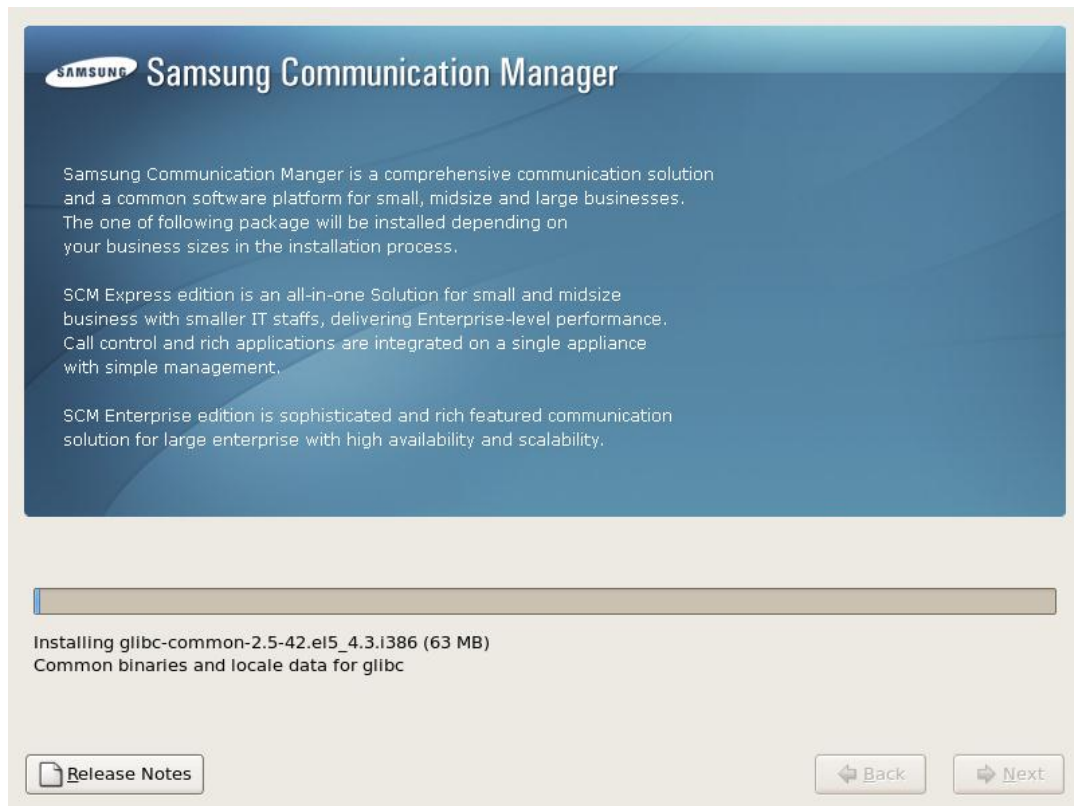 SAMSUNG Samsung Communication Manager
Samsung Communication Manger is a comprehensive communication solution
and a common software platform for small, midsize and large businesses.
The one of following package will be installed depending on
your business sizes in the installation process.
SCM Express edition is an all-in-one Solution for small and midsize
business with smaller IT staffs, delivering Enterprise-level performance.
Call control and rich applications are integrated on a single appliance
with simple management.
SCM Enterprise edition is sophisticated and rich featured communication
solution for large enterprise with high availability and scalability.
Installing glibc-common-2.5-42.el5_4.3.i386 (63 MB)
Common binaries and locale data for glibc
Release Notes
Back
Next